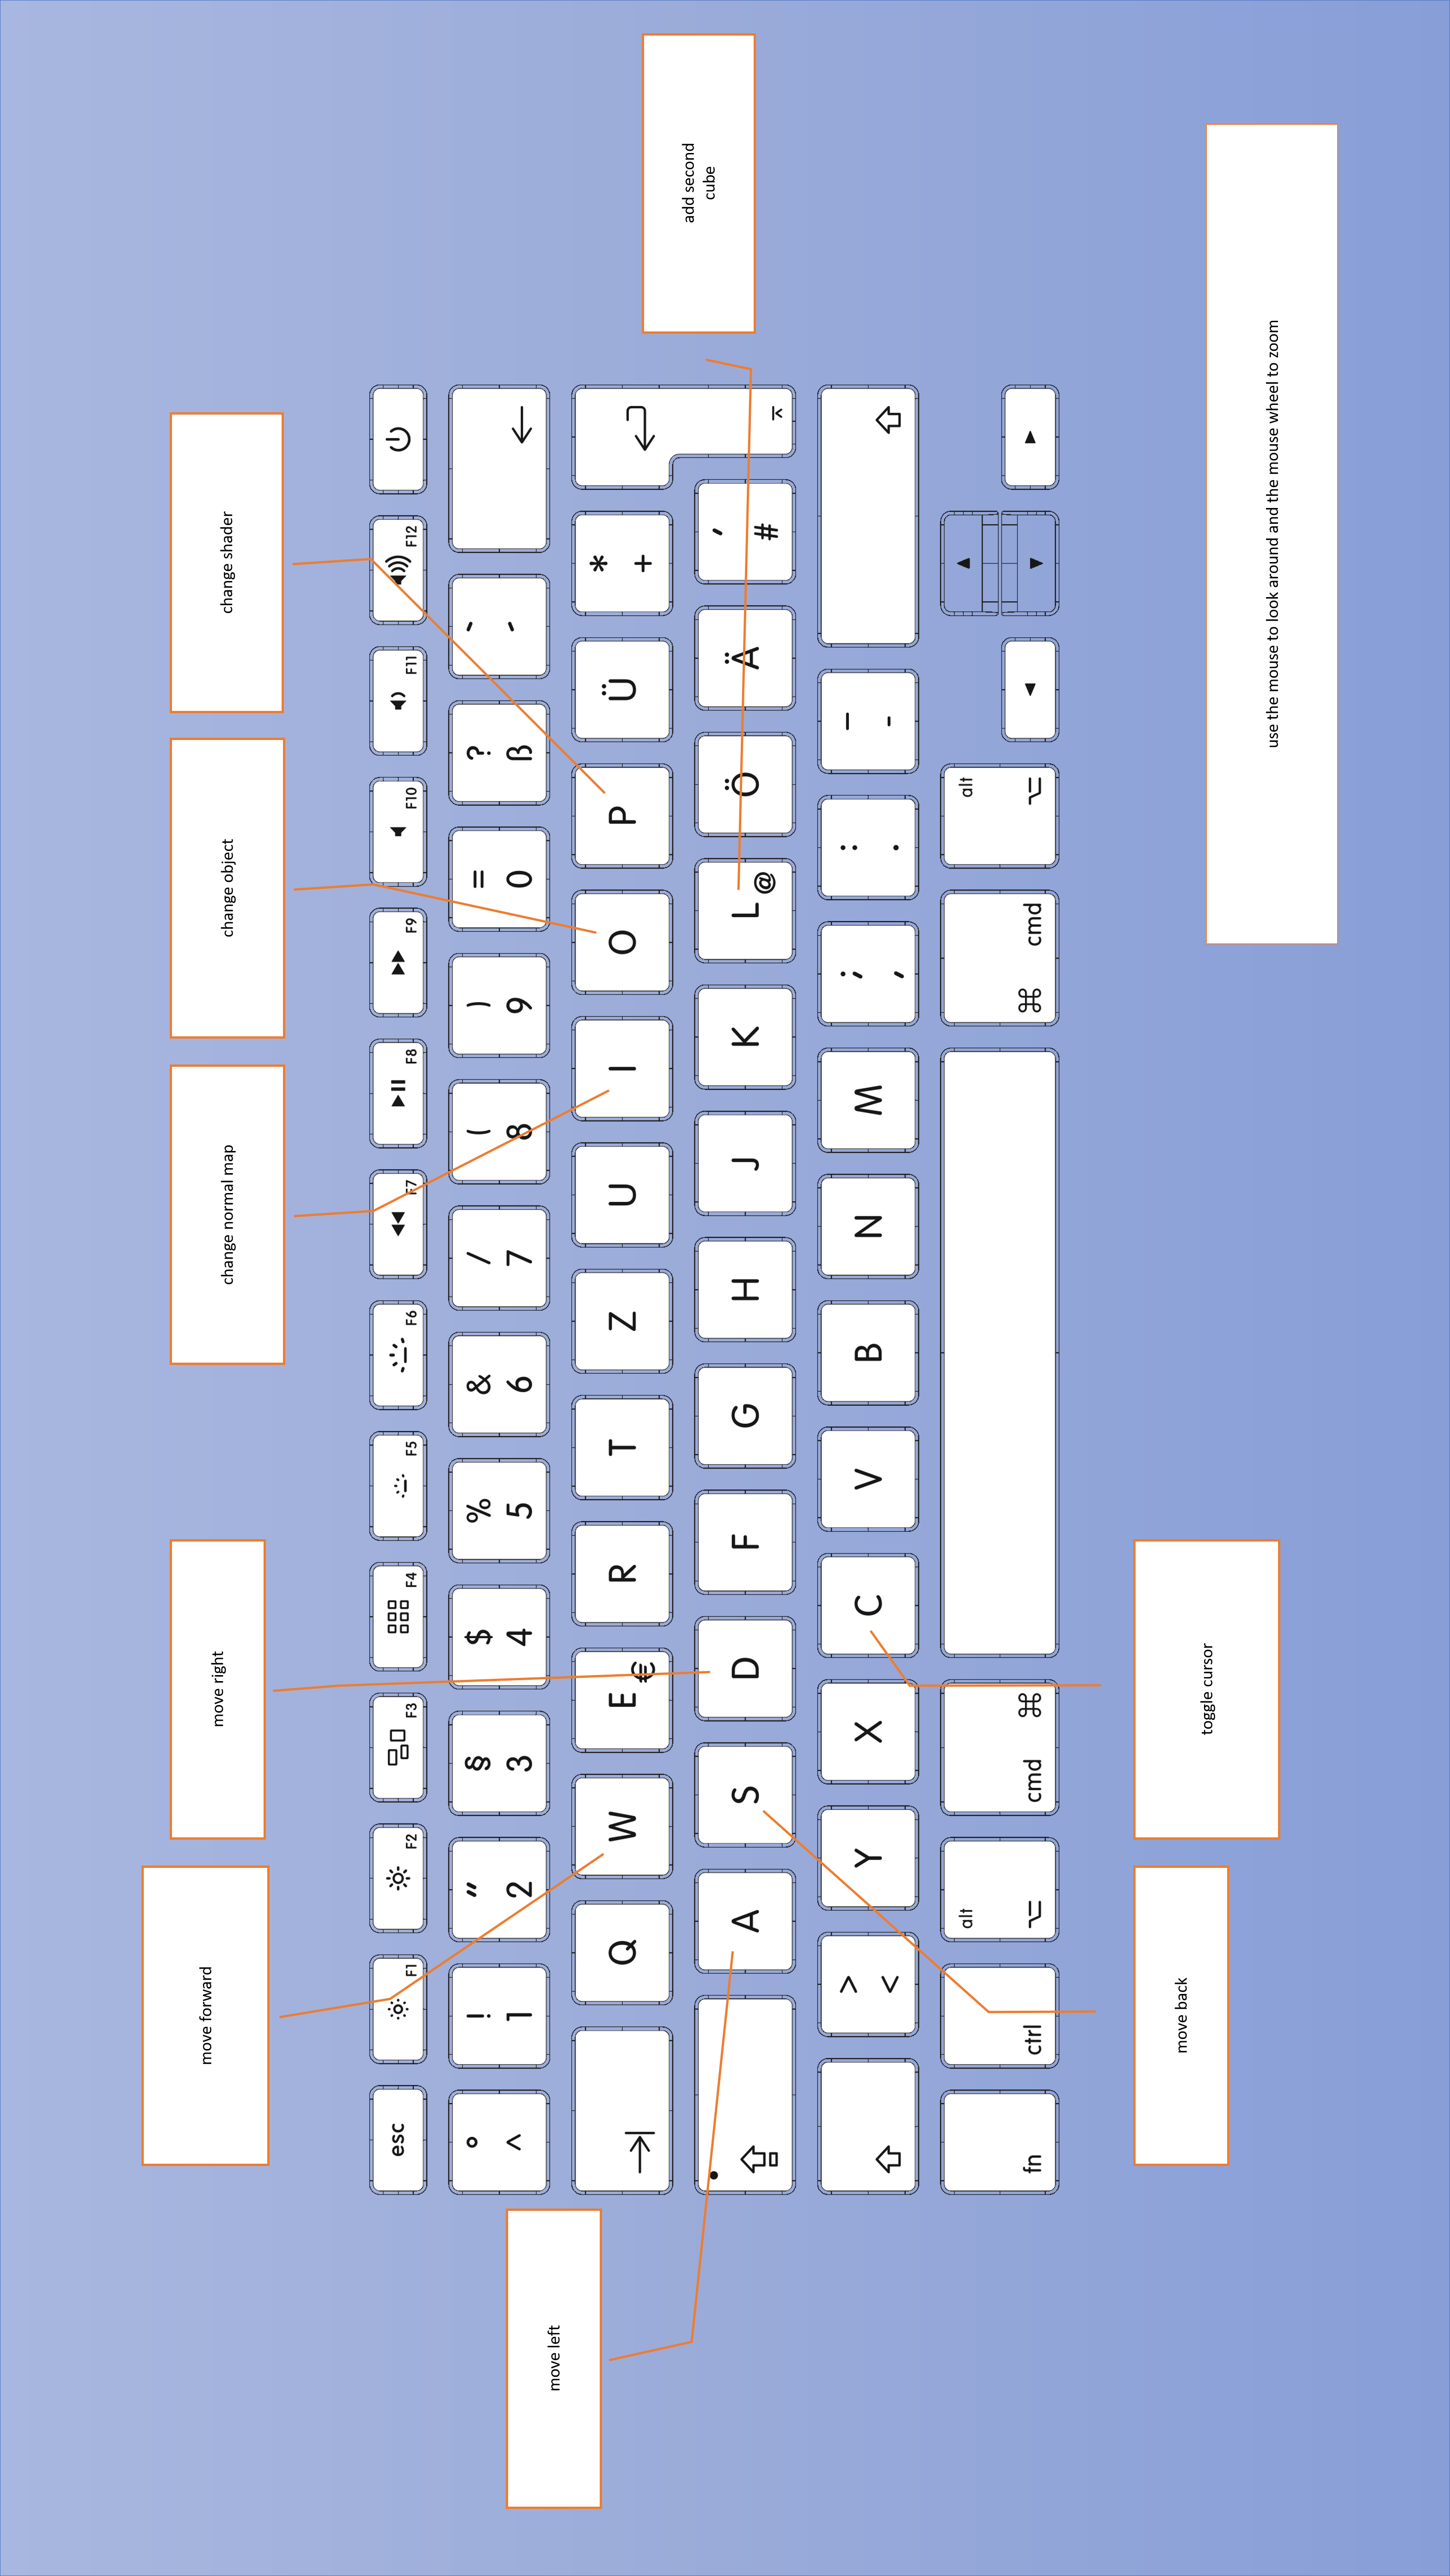 move forward
move right
change normal map
change object
change shader
esc F1 F2 F3 F4 F5 F6 F7 F8 F9 F10 F11 F12
° ! " § $ % & / ( ) = ? `
^ 1 2 3 4 5 6 7 8 9 0 ß ´
move left
Q W E € R T Z U I O P Ü * +
add second
cube
A S D F G H J K L @ Ö Ä ' #
> < Y X C V B N M ; , : . _ -
fn ctrl alt ⌥ cmd ⌘ ⌘ cmd alt ⌥
move back
toggle cursor
use the mouse to look around and the mouse wheel to zoom